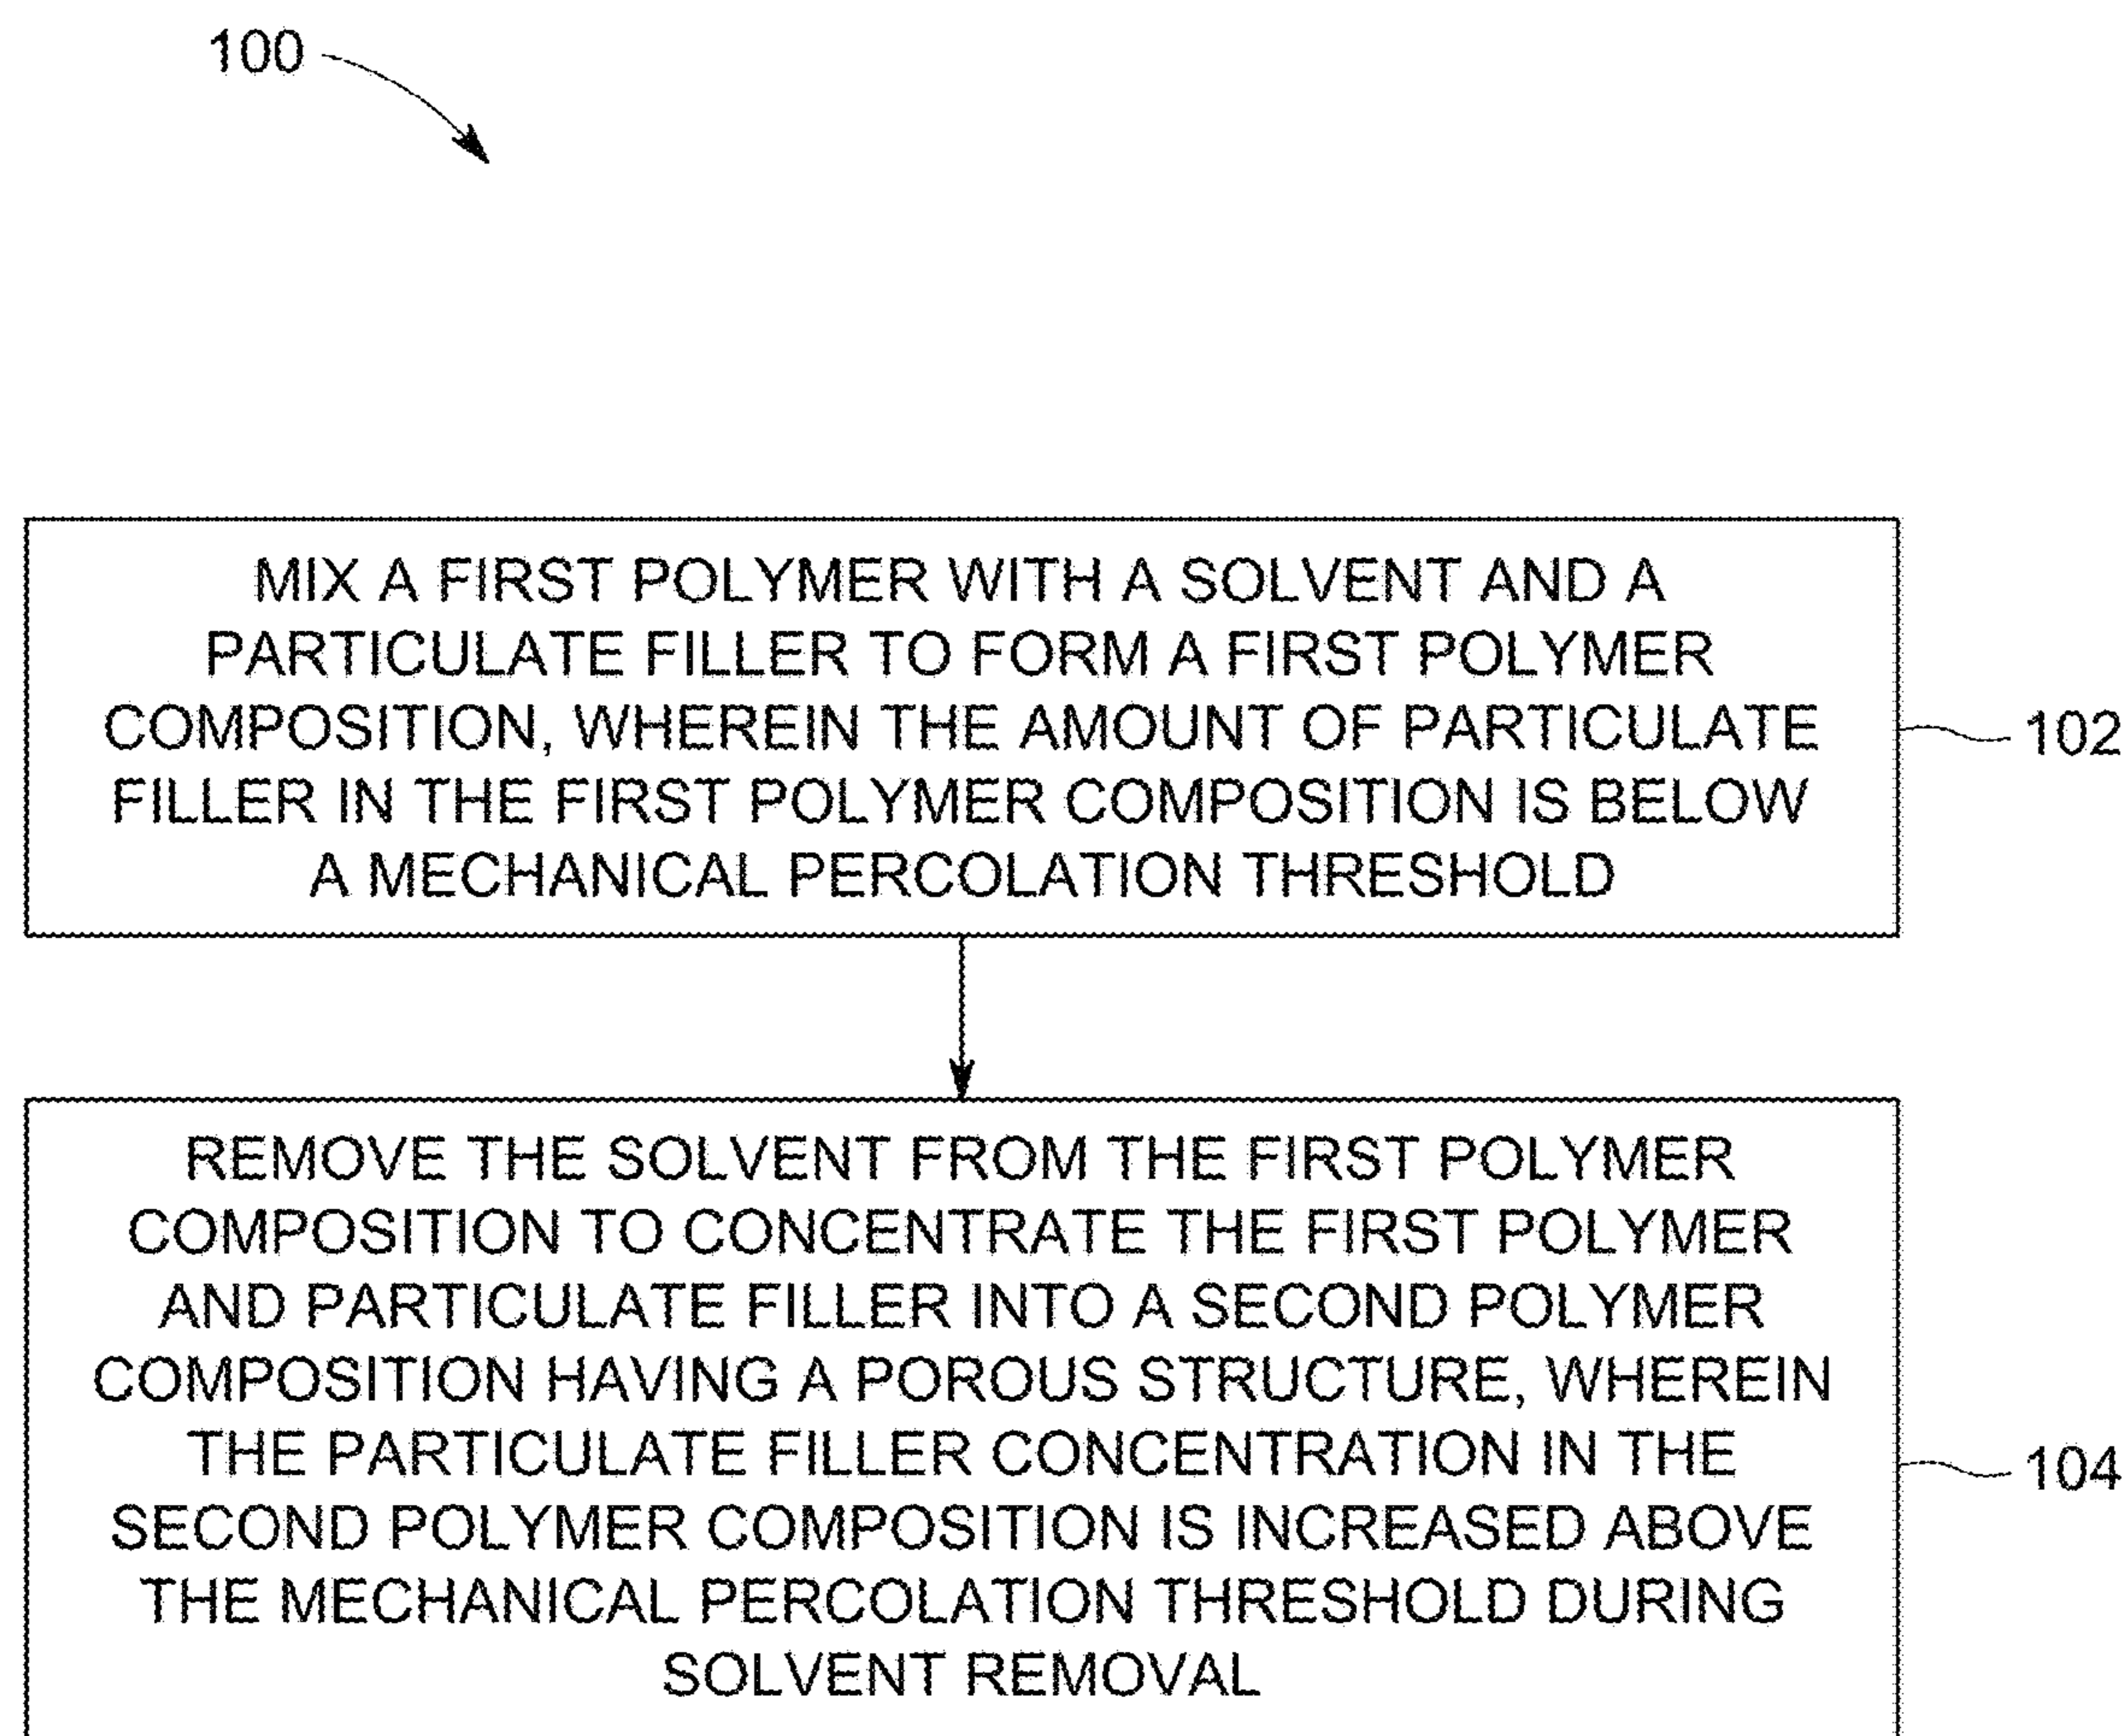 100
MIX A FIRST POLYMER WITH A SOLVENT AND A
PARTICULATE FILLER TO FORM A FIRST POLYMER
COMPOSITION, WHEREIN THE AMOUNT OF PARTICULATE
FILLER IN THE FIRST POLYMER COMPOSITION IS BELOW
A MECHANICAL PERCOLATION THRESHOLD
102
REMOVE THE SOLVENT FROM THE FIRST POLYMER
COMPOSITION TO CONCENTRATE THE FIRST POLYMER
AND PARTICULATE FILLER INTO A SECOND POLYMER
COMPOSITION HAVING A POROUS STRUCTURE, WHEREIN
THE PARTICULATE FILLER CONCENTRATION IN THE
SECOND POLYMER COMPOSITION IS INCREASED ABOVE
THE MECHANICAL PERCOLATION THRESHOLD DURING
SOLVENT REMOVAL
104